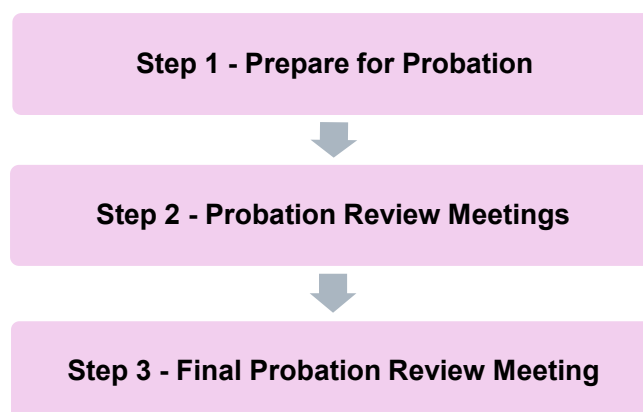 Step 1 - Prepare for Probation
Step 2 - Probation Review Meetings
Step 3 - Final Probation Review Meeting